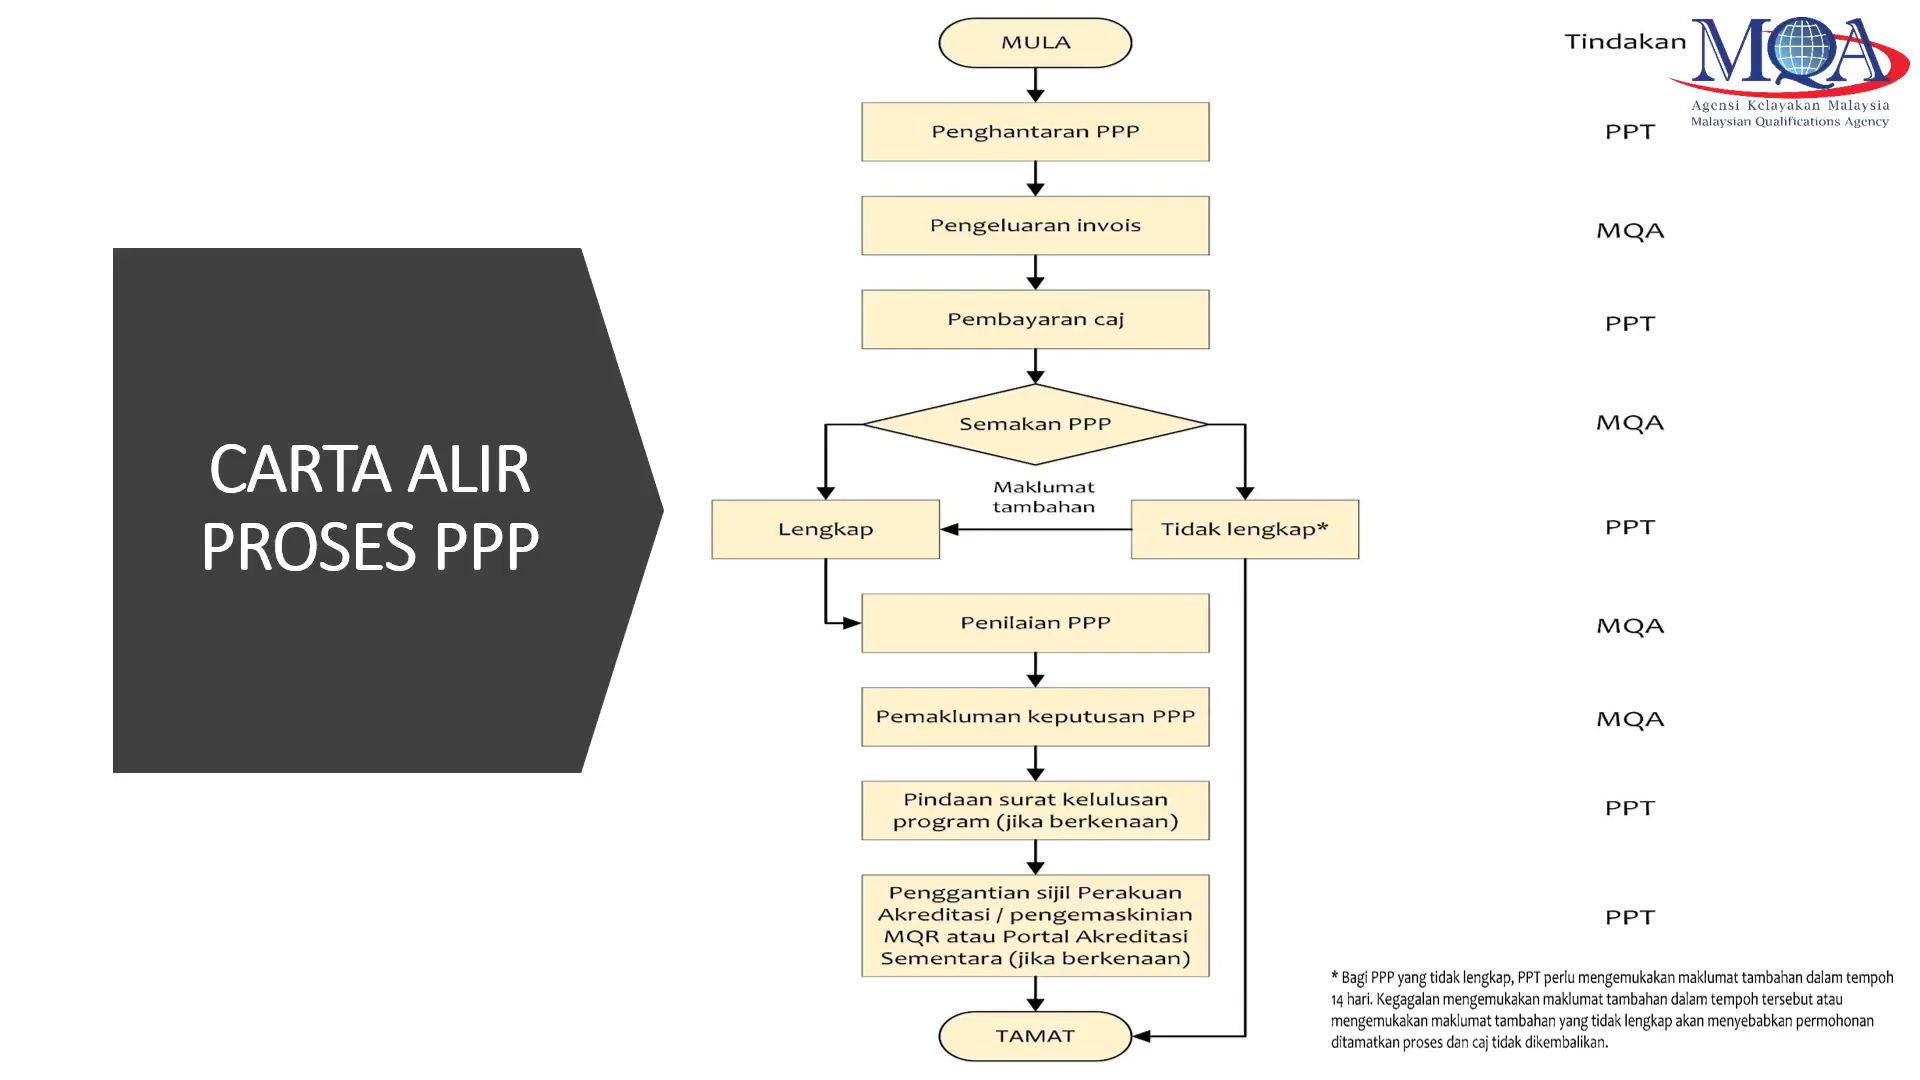 MULA
Tindakan
MQA
Agensi Kelayakan Malaysia
Malaysian Qualifications Agency
Penghantaran PPP
PPT
Pengeluaran invois
MQA
Pembayaran caj
PPT
Semakan PPP
MQA
CARTA ALIR
PROSES PPP
Maklumat
tambahan
Lengkap
Tidak lengkap*
PPT
Penilaian PPP
MQA
Pemakluman keputusan PPP
MQA
Pindaan surat kelulusan
program (jika berkenaan)
PPT
Penggantian sijil Perakuan
Akreditasi / pengemaskinian
MQR atau Portal Akreditasi
Sementara (jika berkenaan)
PPT
TAMAT
* Bagi PPP yang tidak lengkap, PPT perlu mengemukakan maklumat tambahan dalam tempoh
14 hari. Kegagalan mengemukakan maklumat tambahan dalam tempoh tersebut atau
mengemukakan maklumat tambahan yang tidak lengkap akan menyebabkan permohonan
ditamatkan proses dan caj tidak dikembalikan.